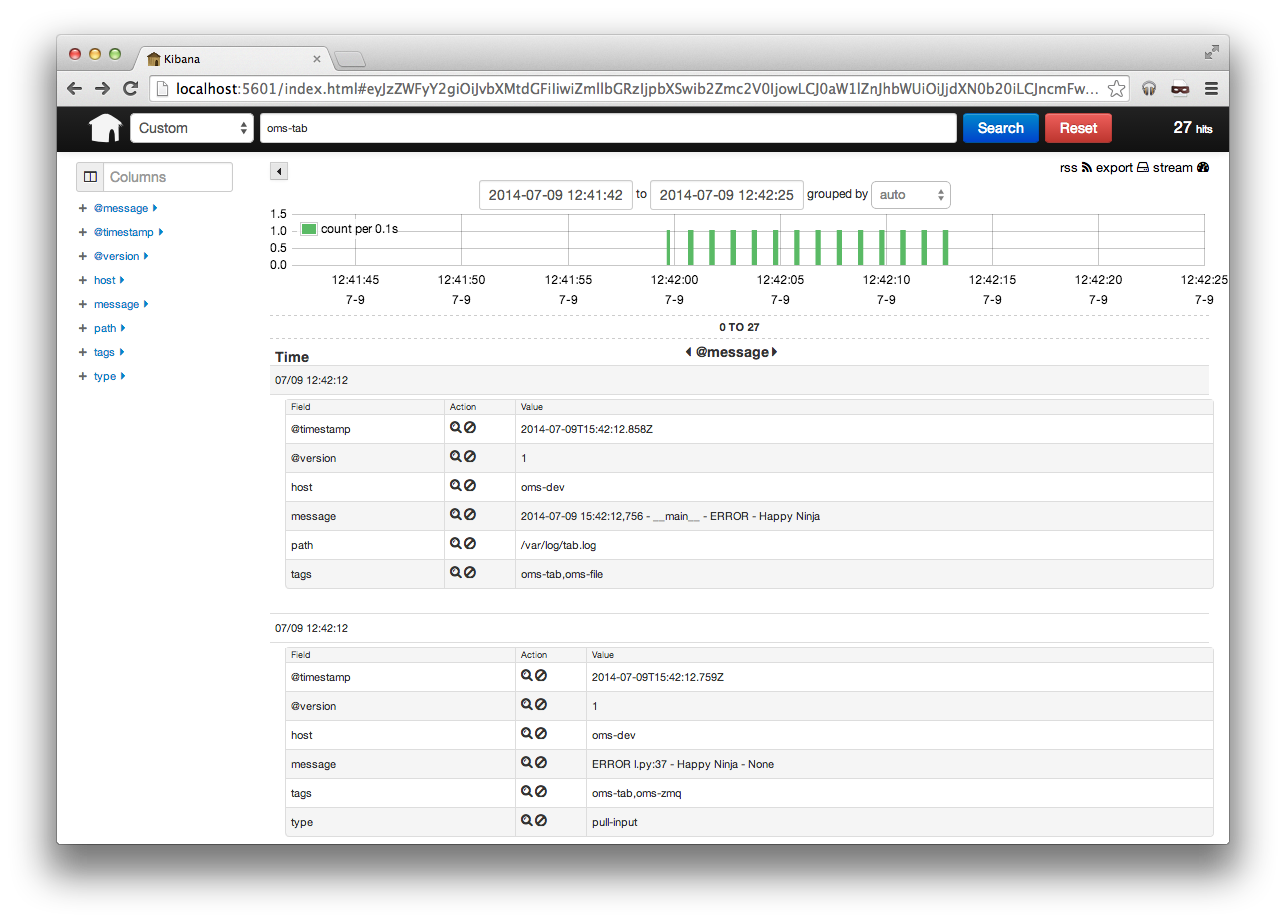 Kibana
localhost:5601/index.html#eyJzZWFyY2giOiJvbXMtdGFiIiwiZmllbGRzIjpbXSwib2Zmc2V0IjowLCJ0aW1lZnJhbWUiOiJjdXN0b20iLCJncmFw...
Custom oms-tab Search Reset 27 hits
Columns
rss export stream
2014-07-09 12:41:42 to 2014-07-09 12:42:25 grouped by auto
@message
@timestamp
@version
host
message
path
tags
type
1.5
1.0
0.5
0.0
count per 0.1s
12:41:45 12:41:50 12:41:55 12:42:00 12:42:05 12:42:10 12:42:15 12:42:20 12:42:25
7-9 7-9 7-9 7-9 7-9 7-9 7-9 7-9 7-9
0 TO 27
Time @message
07/09 12:42:12
Field Action Value
@timestamp 2014-07-09T15:42:12.858Z
@version 1
host oms-dev
message 2014-07-09 15:42:12,756 - __main__ - ERROR - Happy Ninja
path /var/log/tab.log
tags oms-tab,oms-file
07/09 12:42:12
Field Action Value
@timestamp 2014-07-09T15:42:12.759Z
@version 1
host oms-dev
message ERROR l.py:37 - Happy Ninja - None
tags oms-tab,oms-zmq
type pull-input